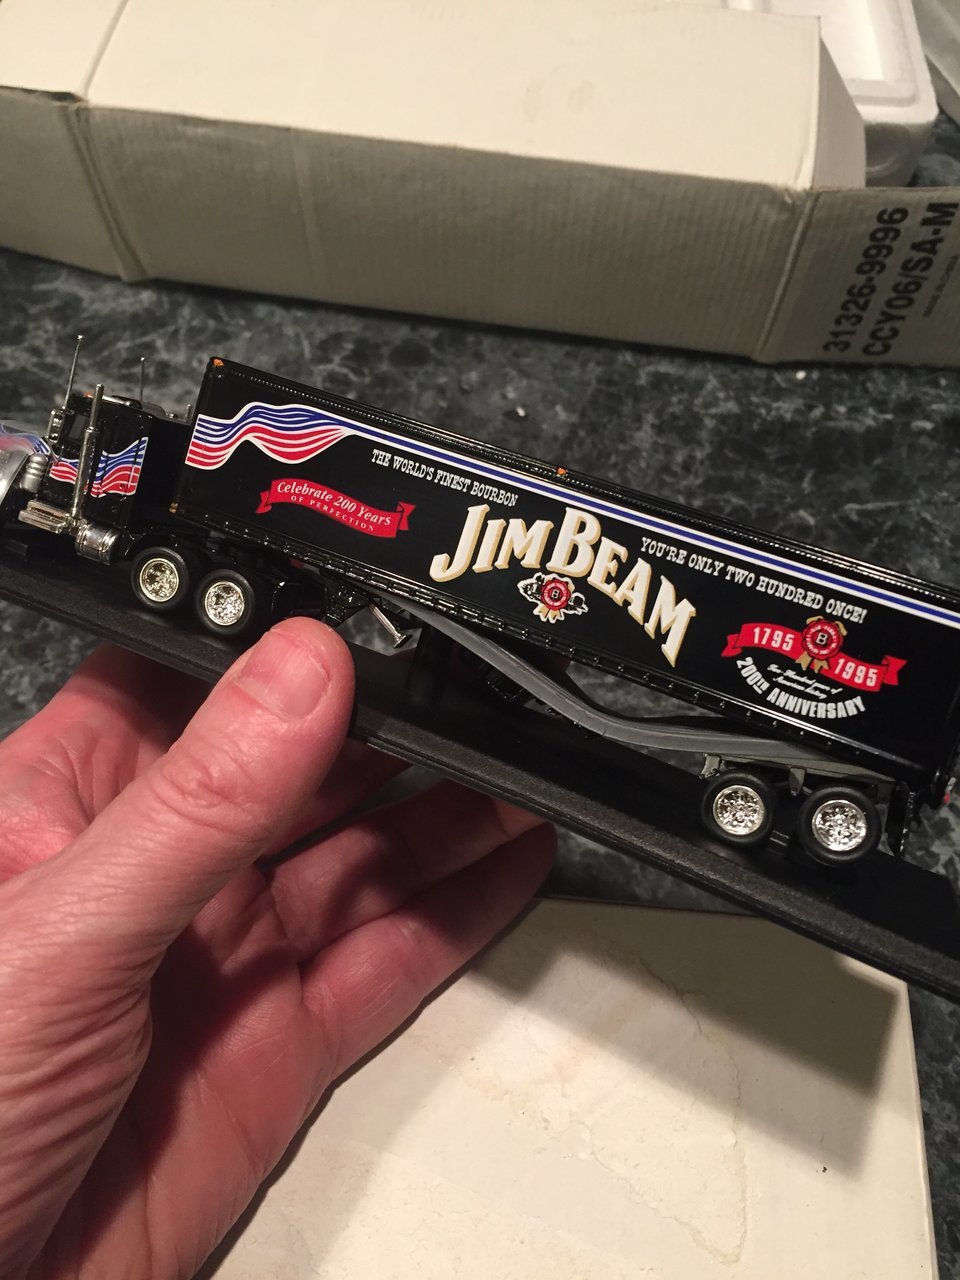 31326-9996
CCY06/SA-M
THE WORLD'S FINEST BOURBON
Celebrate 200 Years
OF PERFECTION
JIM BEAM
B
YOU'RE ONLY TWO HUNDRED ONCE!
1795 B 1995
200TH ANNIVERSARY